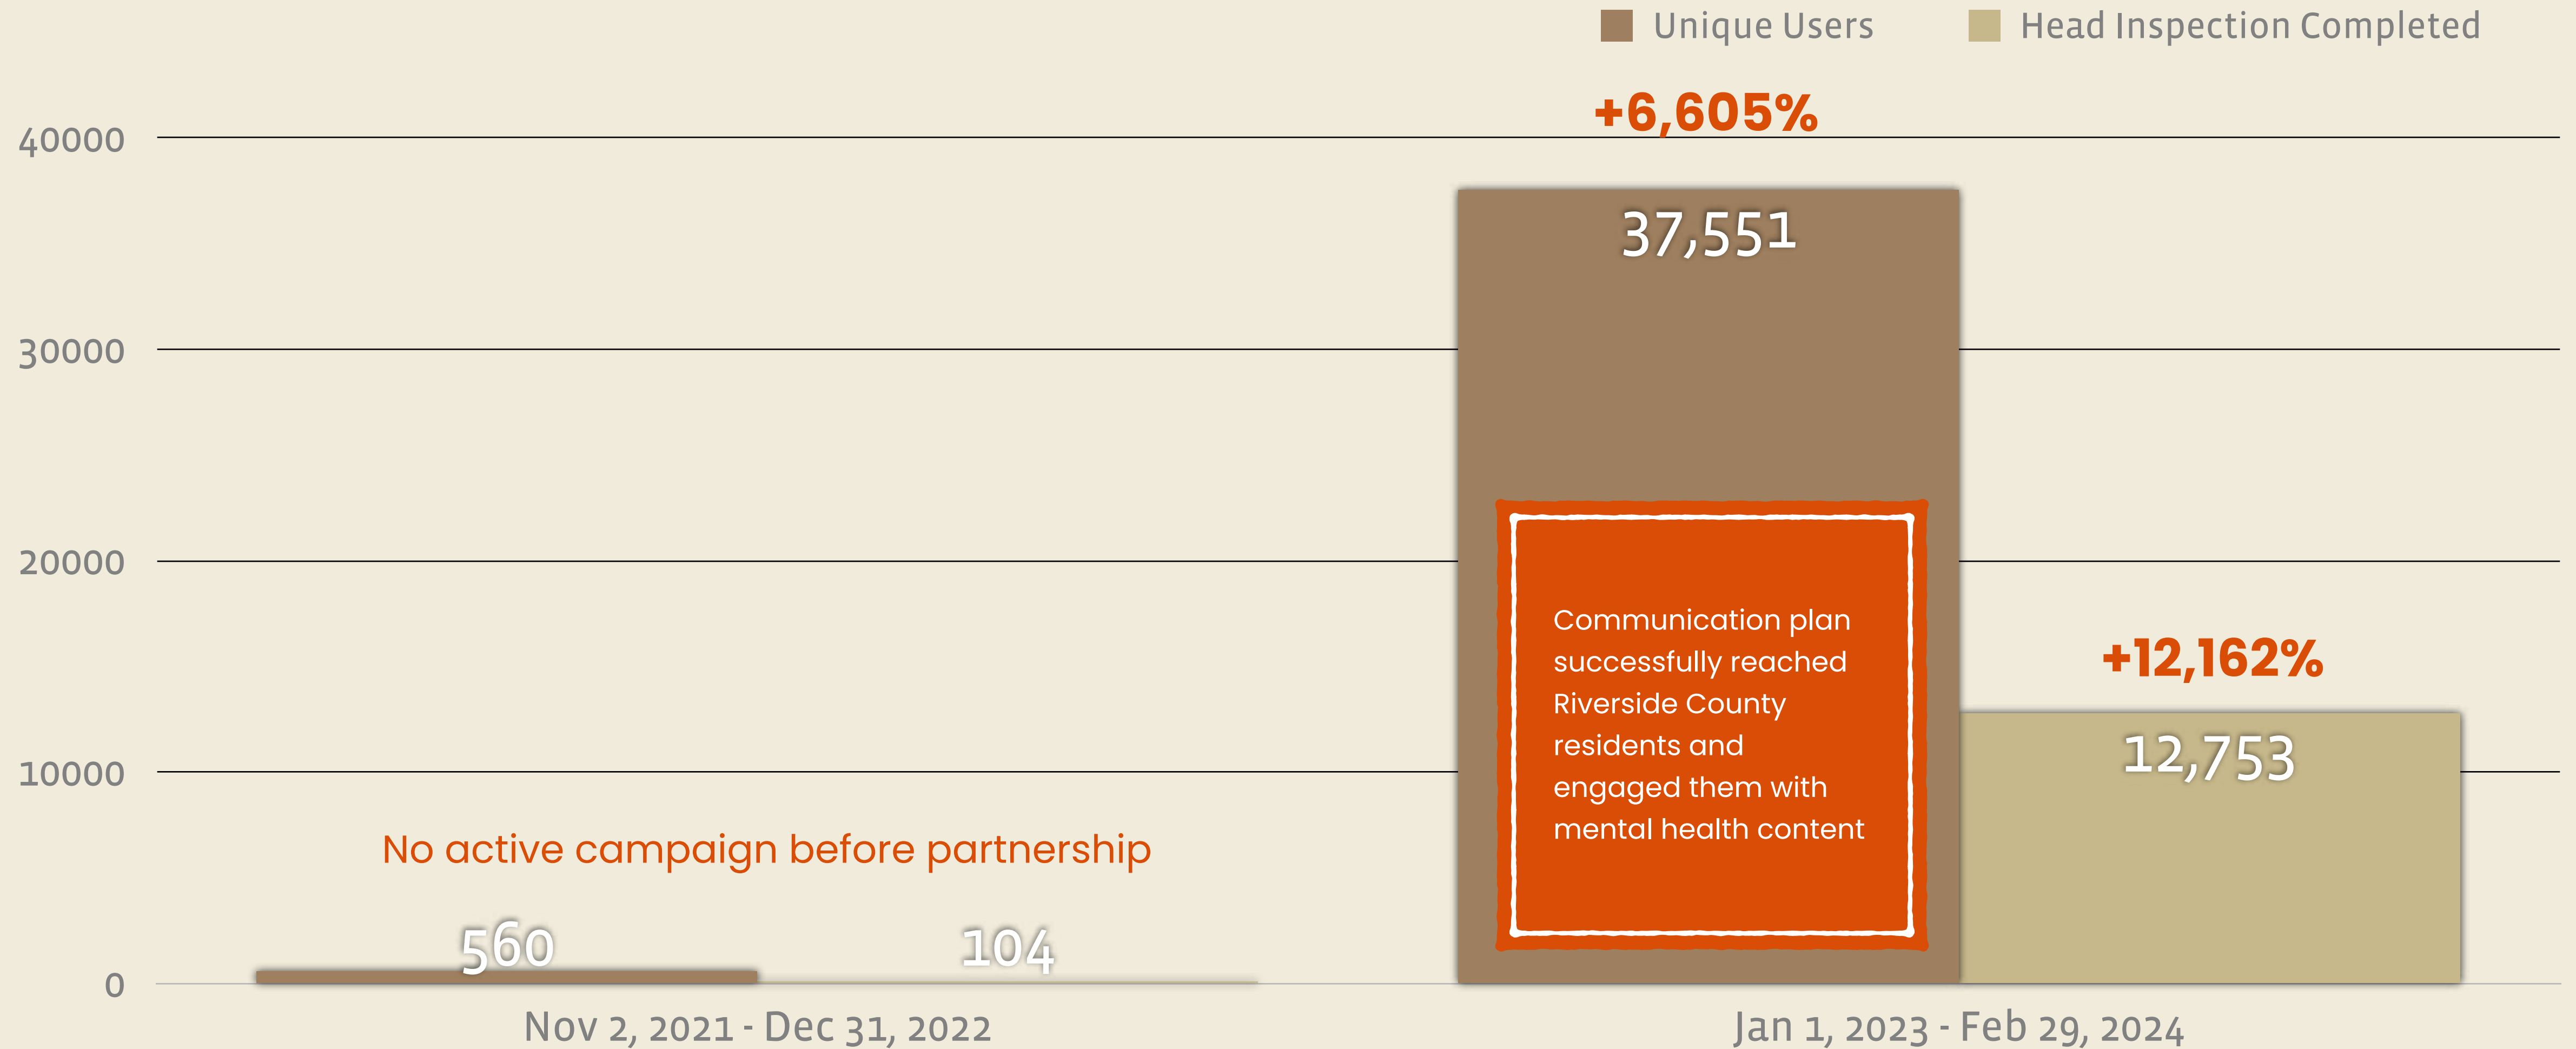 Unique Users
Head Inspection Completed
+6,605%
40000
37,551
30000
20000
Communication plan
successfully reached
Riverside County
residents and
engaged them with
mental health content
+12,162%
12,753
10000
No active campaign before partnership
560
104
0
Nov 2, 2021 - Dec 31, 2022
Jan 1, 2023 - Feb 29, 2024